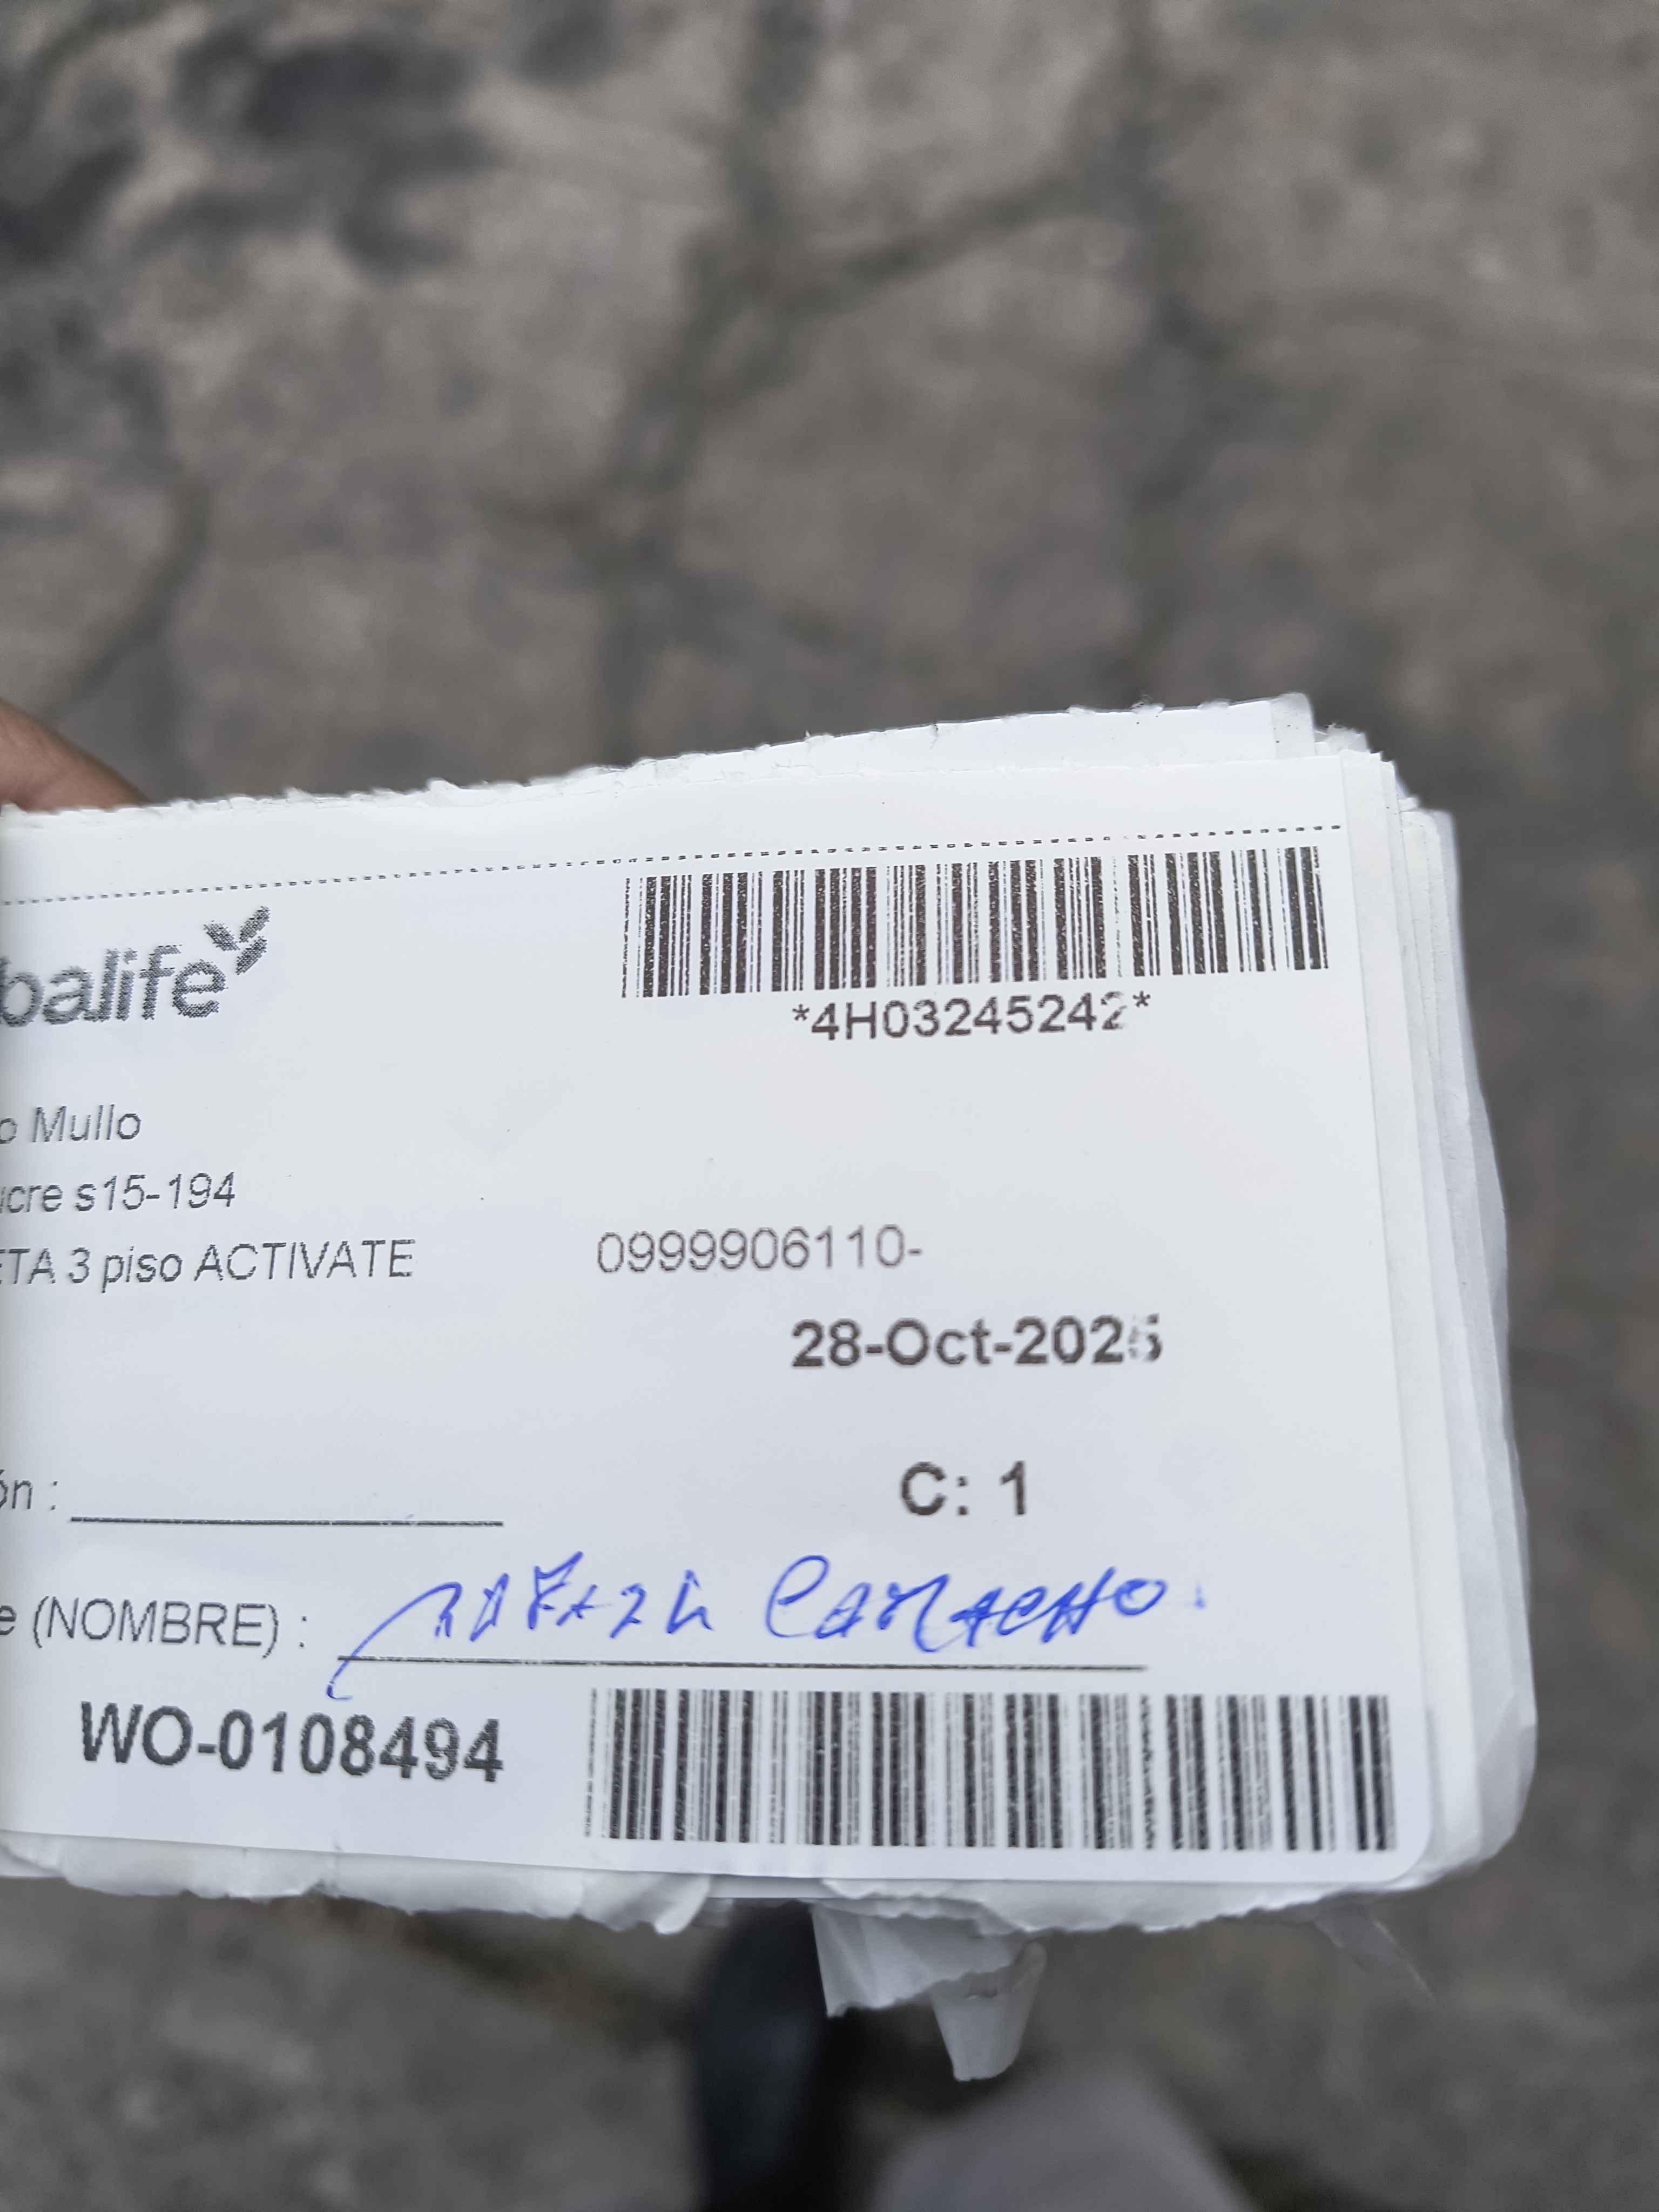 balife
*4H03245242*
o Mullo
ucre s15-194
ETA 3 piso ACTIVATE
0999906110-
28-Oct-2025
ón :
C: 1
e (NOMBRE) : Camacho.
WO-0108494